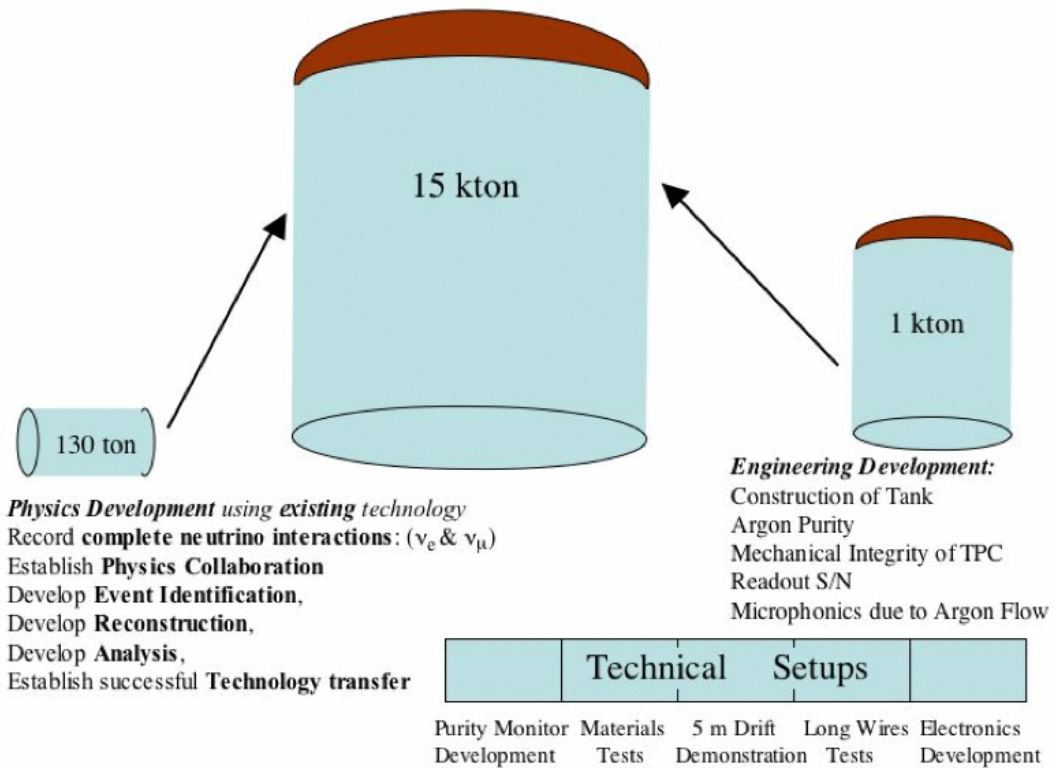 15 kton
1 kton
130 ton
Physics Development using existing technology
Record complete neutrino interactions: (νe & νμ)
Establish Physics Collaboration
Develop Event Identification,
Develop Reconstruction,
Develop Analysis,
Establish successful Technology transfer
Engineering Development:
Construction of Tank
Argon Purity
Mechanical Integrity of TPC
Readout S/N
Microphonics due to Argon Flow
Technical Setups
Purity Monitor
Development
Materials
Tests
5 m Drift
Demonstration
Long Wires
Tests
Electronics
Development